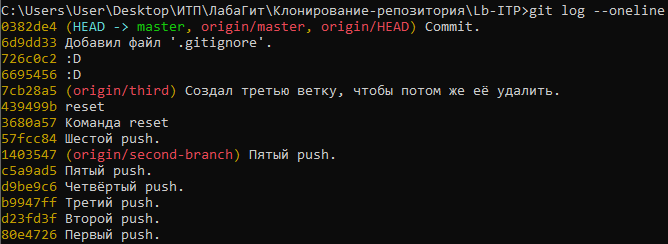 C:\Users\User\Desktop\ИТП\ЛабаГит\Клонирование-репозитория\Lb-ITP>git log --oneline
0382de4 (HEAD -> master, origin/master, origin/HEAD) Commit.
6d9dd33 Добавил файл '.gitignore'.
726c0c2 :D
6695456 :D
7cb28a5 (origin/third) Создал третью ветку, чтобы потом же её удалить.
439499b reset
3680a57 Команда reset
57fcc84 Шестой push.
1403547 (origin/second-branch) Пятый push.
c5a9ad5 Пятый push.
d9be9c6 Четвёртый push.
b9947ff Третий push.
d23fd3f Второй push.
80e4726 Первый push.